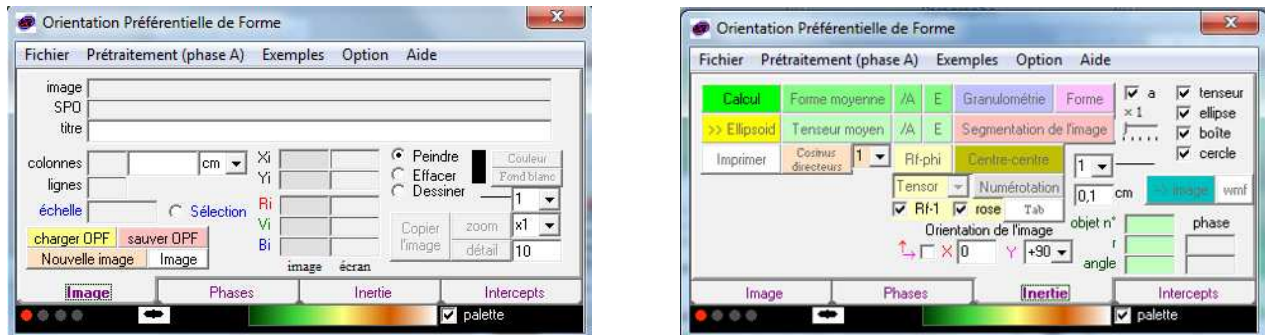 Orientation Préférentielle de Forme
Fichier Prétraitement (phase A) Exemples Option Aide
image
SPO
titre
colonnes cm Xi Peindre Couleur
lignes Yi Effacer Fond blanc
échelle Sélection Ri Dessiner 1
charger OPF sauver OPF Vi Copier l'image zoom x1
Nouvelle image Image Bi détail 10
image écran
Image Phases Inertie Intercepts
palette
Orientation Préférentielle de Forme
Fichier Prétraitement (phase A) Exemples Option Aide
Calcul Forme moyenne /A E Granulométrie Forme a tenseur
× 1 ellipse
>> Ellipsoid Tenseur moyen /A E Segmentation de l'image boîte
Imprimer Cosinus directeurs 1 Rf-phi Centre-centre 1 cercle
Tensor Numérotation 0,1 cm >> image wmf
Rf-1 rose Tab
Orientation de l'image objet n° phase
X 0 Y +90 r
angle
Image Phases Inertie Intercepts
palette